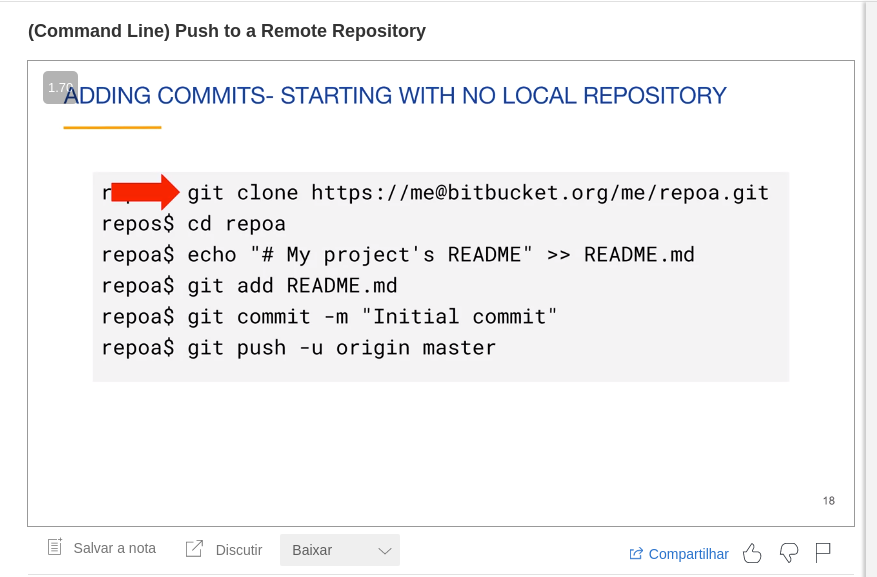 (Command Line) Push to a Remote Repository
1.70
ADDING COMMITS- STARTING WITH NO LOCAL REPOSITORY
git clone https://me@bitbucket.org/me/repoa.git
repos$ cd repoa
repoa$ echo "# My project's README" >> README.md
repoa$ git add README.md
repoa$ git commit -m "Initial commit"
repoa$ git push -u origin master
18
Salvar a nota
Discutir
Baixar
Compartilhar